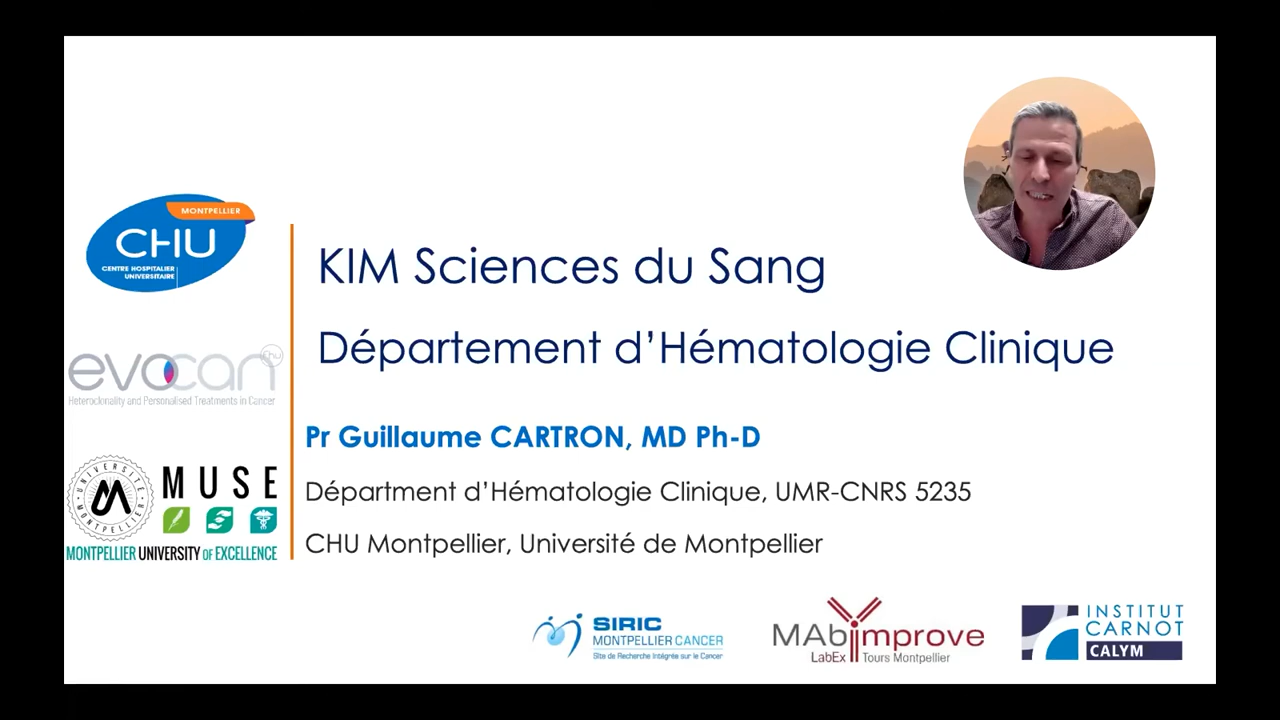 MONTPELLIER
CHU
CENTRE HOSPITALIER
UNIVERSITAIRE
KIM Sciences du Sang
Département d'Hématologie Clinique
evocan
CHU
Heteroclonality and Personalised Treatments in Cancer
Pr Guillaume CARTRON, MD Ph-D
Départment d'Hématologie Clinique, UMR-CNRS 5235
CHU Montpellier, Université de Montpellier
UNIVERSITÉ
MONTPELLIER
MUSE
MONTPELLIER UNIVERSITY OF EXCELLENCE
SIRIC
MONTPELLIER CANCER
Site de Recherche Intégrée sur le Cancer
MAbImprove
LabEx Tours Montpellier
INSTITUT
CARNOT
CALYM